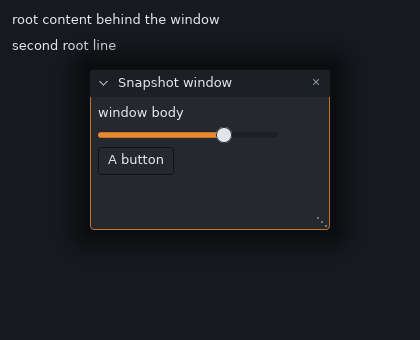 root content behind the window
second root line
Snapshot window
window body
A button